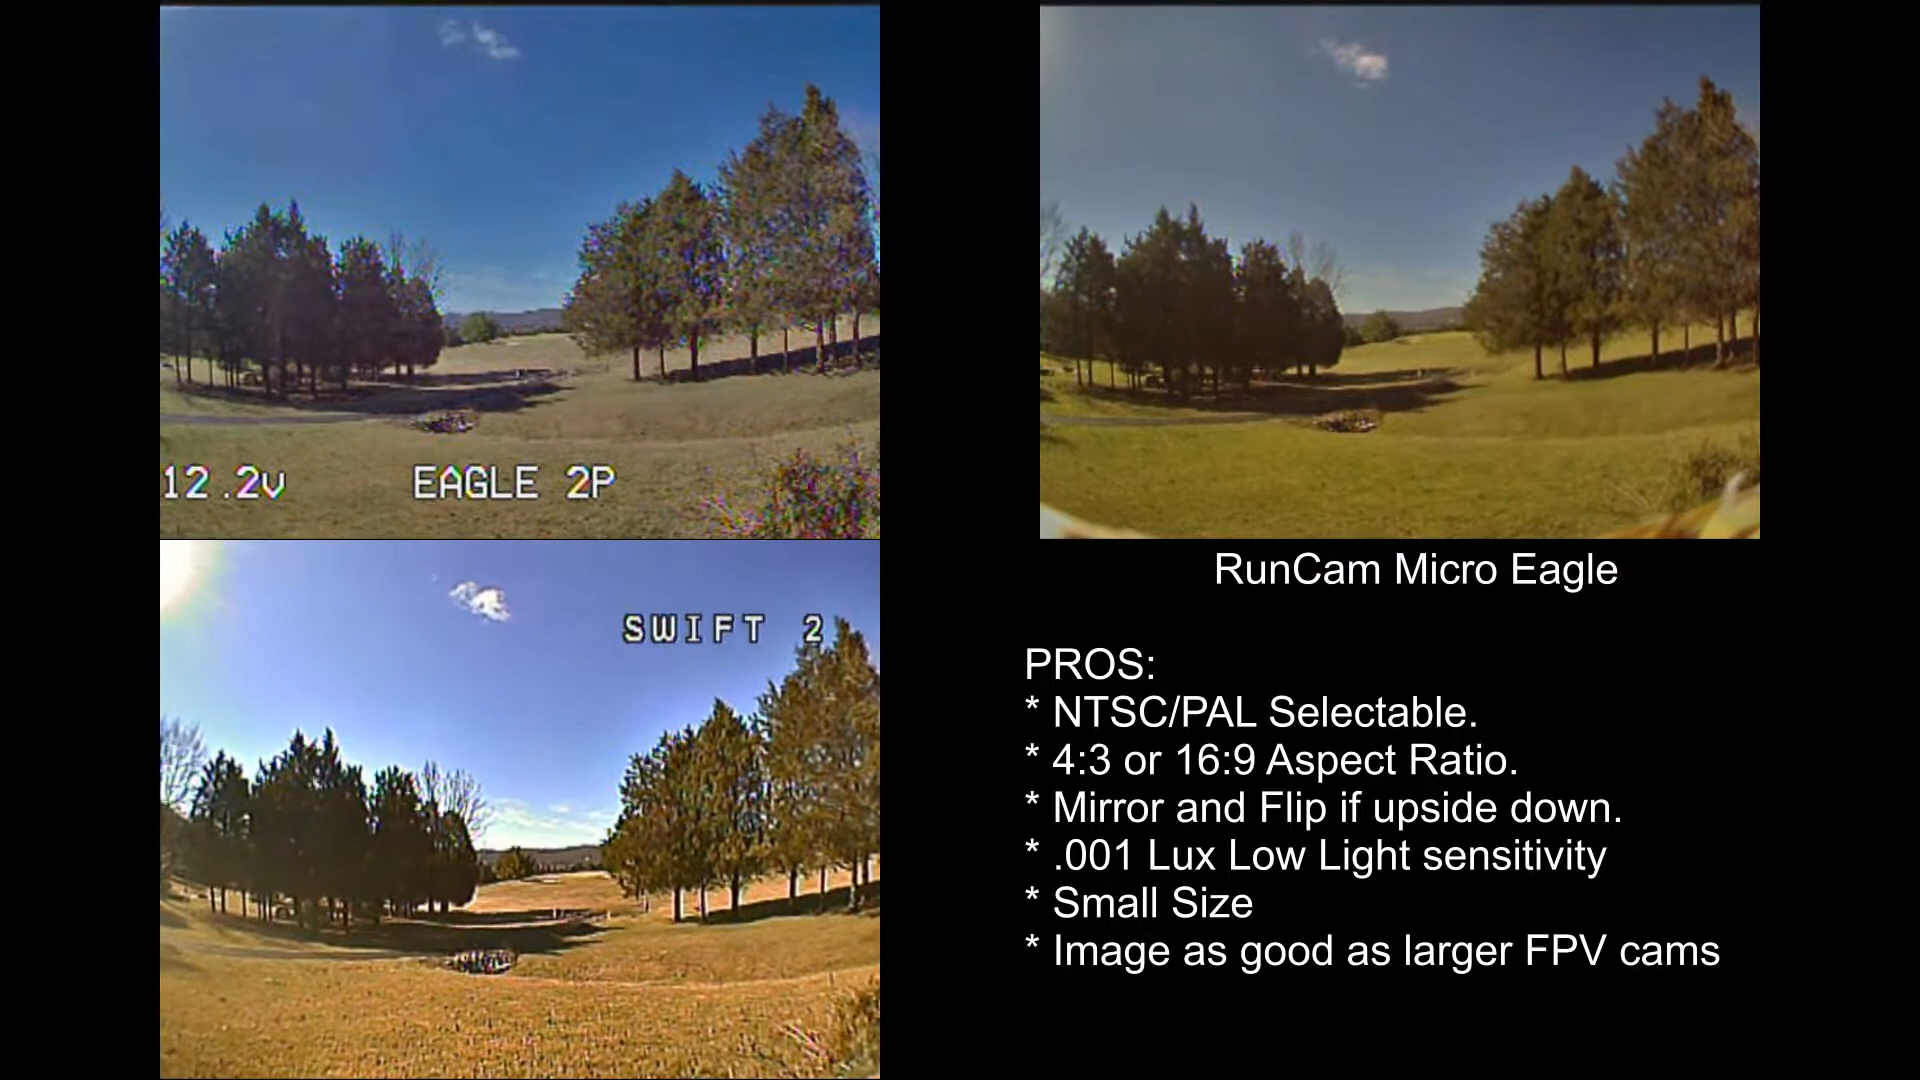 12.2v EAGLE 2P
SWIFT 2
RunCam Micro Eagle
PROS:
* NTSC/PAL Selectable.
* 4:3 or 16:9 Aspect Ratio.
* Mirror and Flip if upside down.
* .001 Lux Low Light sensitivity
* Small Size
* Image as good as larger FPV cams